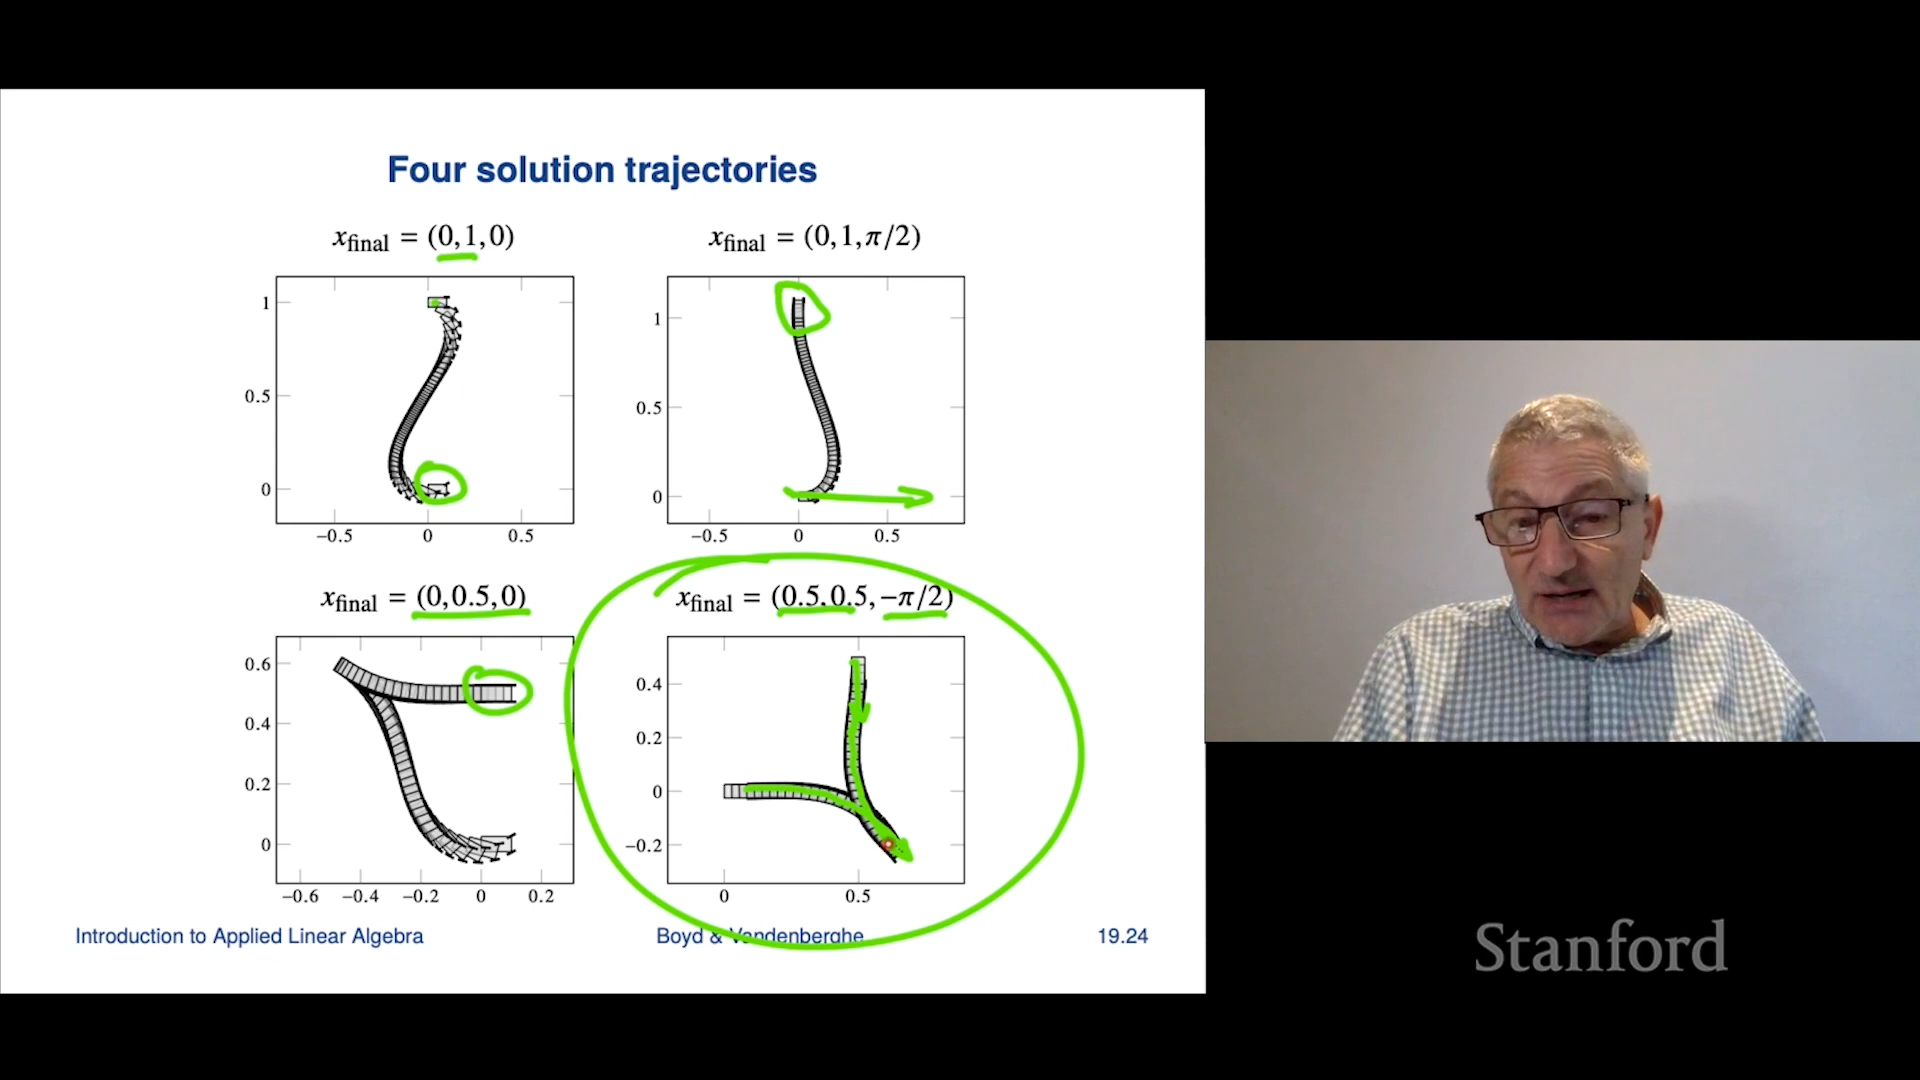 Four solution trajectories
x_final = (0, 1, 0)
x_final = (0, 1, π/2)
1
0.5
0
−0.5 0 0.5
1
0.5
0
−0.5 0 0.5
x_final = (0, 0.5, 0)
x_final = (0.5, 0.5, −π/2)
0.6
0.4
0.2
0
−0.6 −0.4 −0.2 0 0.2
0.4
0.2
0
−0.2
0 0.5
Introduction to Applied Linear Algebra
Boyd & Vandenberghe
19.24
Stanford